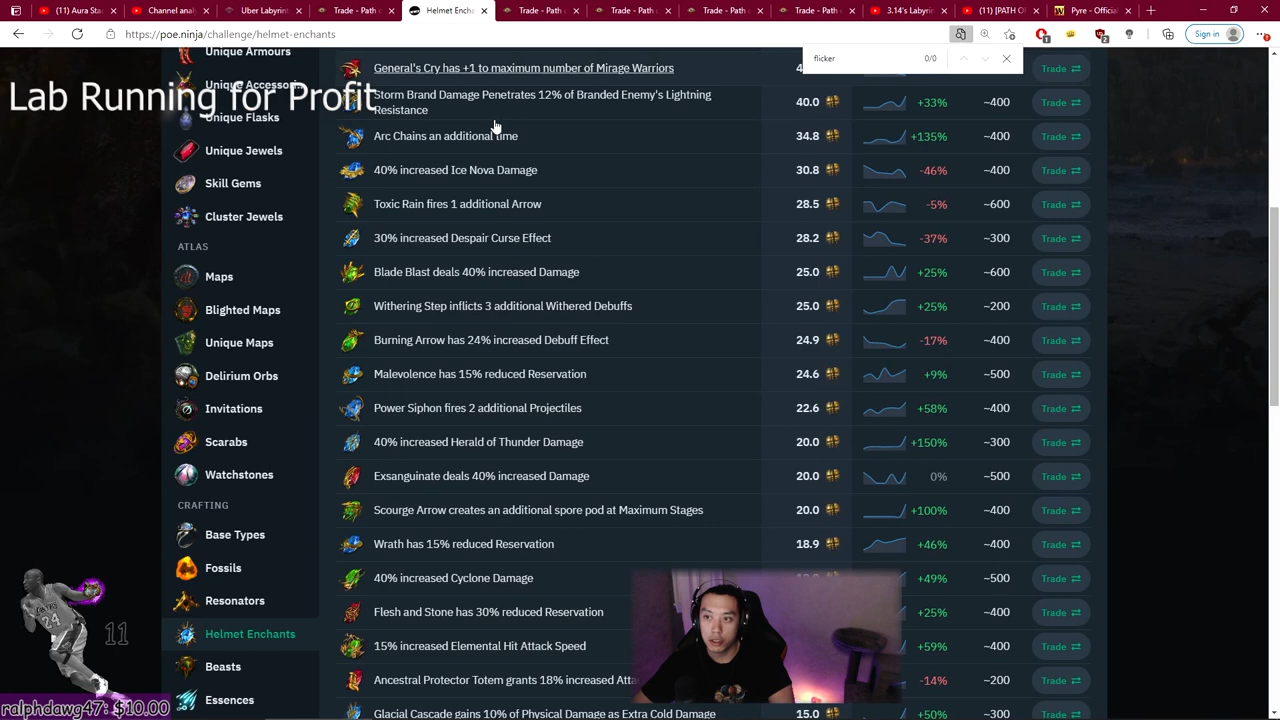 (11) Aura Stac
Channel analy
Uber Labyrint
Trade - Path c
Helmet Enc
Trade - Path
Trade - Path
Trade - Path
Trade - Path
3.14's Labyrin
(11) [PATH OF
Pyre - Official
https://poe.ninja/challenge/helmet-enchants
Sign in
flicker
0/0
Lab Running for Profit
Unique Armours
Unique Accessori
Unique Flasks
Unique Jewels
Skill Gems
Cluster Jewels
ATLAS
Maps
Blighted Maps
Unique Maps
Delirium Orbs
Invitations
Scarabs
Watchstones
CRAFTING
Base Types
Fossils
Resonators
Helmet Enchants
Beasts
Essences
General's Cry has +1 to maximum number of Mirage Warriors
Trade
Storm Brand Damage Penetrates 12% of Branded Enemy's Lightning
Resistance
40.0 +33% ~400 Trade
Arc Chains an additional time 34.8 +135% ~400 Trade
40% increased Ice Nova Damage 30.8 -46% ~400 Trade
Toxic Rain fires 1 additional Arrow 28.5 -5% ~600 Trade
30% increased Despair Curse Effect 28.2 -37% ~300 Trade
Blade Blast deals 40% increased Damage 25.0 +25% ~600 Trade
Withering Step inflicts 3 additional Withered Debuffs 25.0 +25% ~200 Trade
Burning Arrow has 24% increased Debuff Effect 24.9 -17% ~400 Trade
Malevolence has 15% reduced Reservation 24.6 +9% ~500 Trade
Power Siphon fires 2 additional Projectiles 22.6 +58% ~400 Trade
40% increased Herald of Thunder Damage 20.0 +150% ~300 Trade
Exsanguinate deals 40% increased Damage 20.0 0% ~500 Trade
Scourge Arrow creates an additional spore pod at Maximum Stages 20.0 +100% ~400 Trade
Wrath has 15% reduced Reservation 18.9 +46% ~400 Trade
40% increased Cyclone Damage +49% ~500 Trade
Flesh and Stone has 30% reduced Reservation +25% ~400 Trade
15% increased Elemental Hit Attack Speed +59% ~400 Trade
Ancestral Protector Totem grants 18% increased Atta -14% ~200 Trade
Glacial Cascade gains 10% of Physical Damage as Extra Cold Damage 15.0 +50% ~300 Trade
24
11
ralphdawg47: $10.00